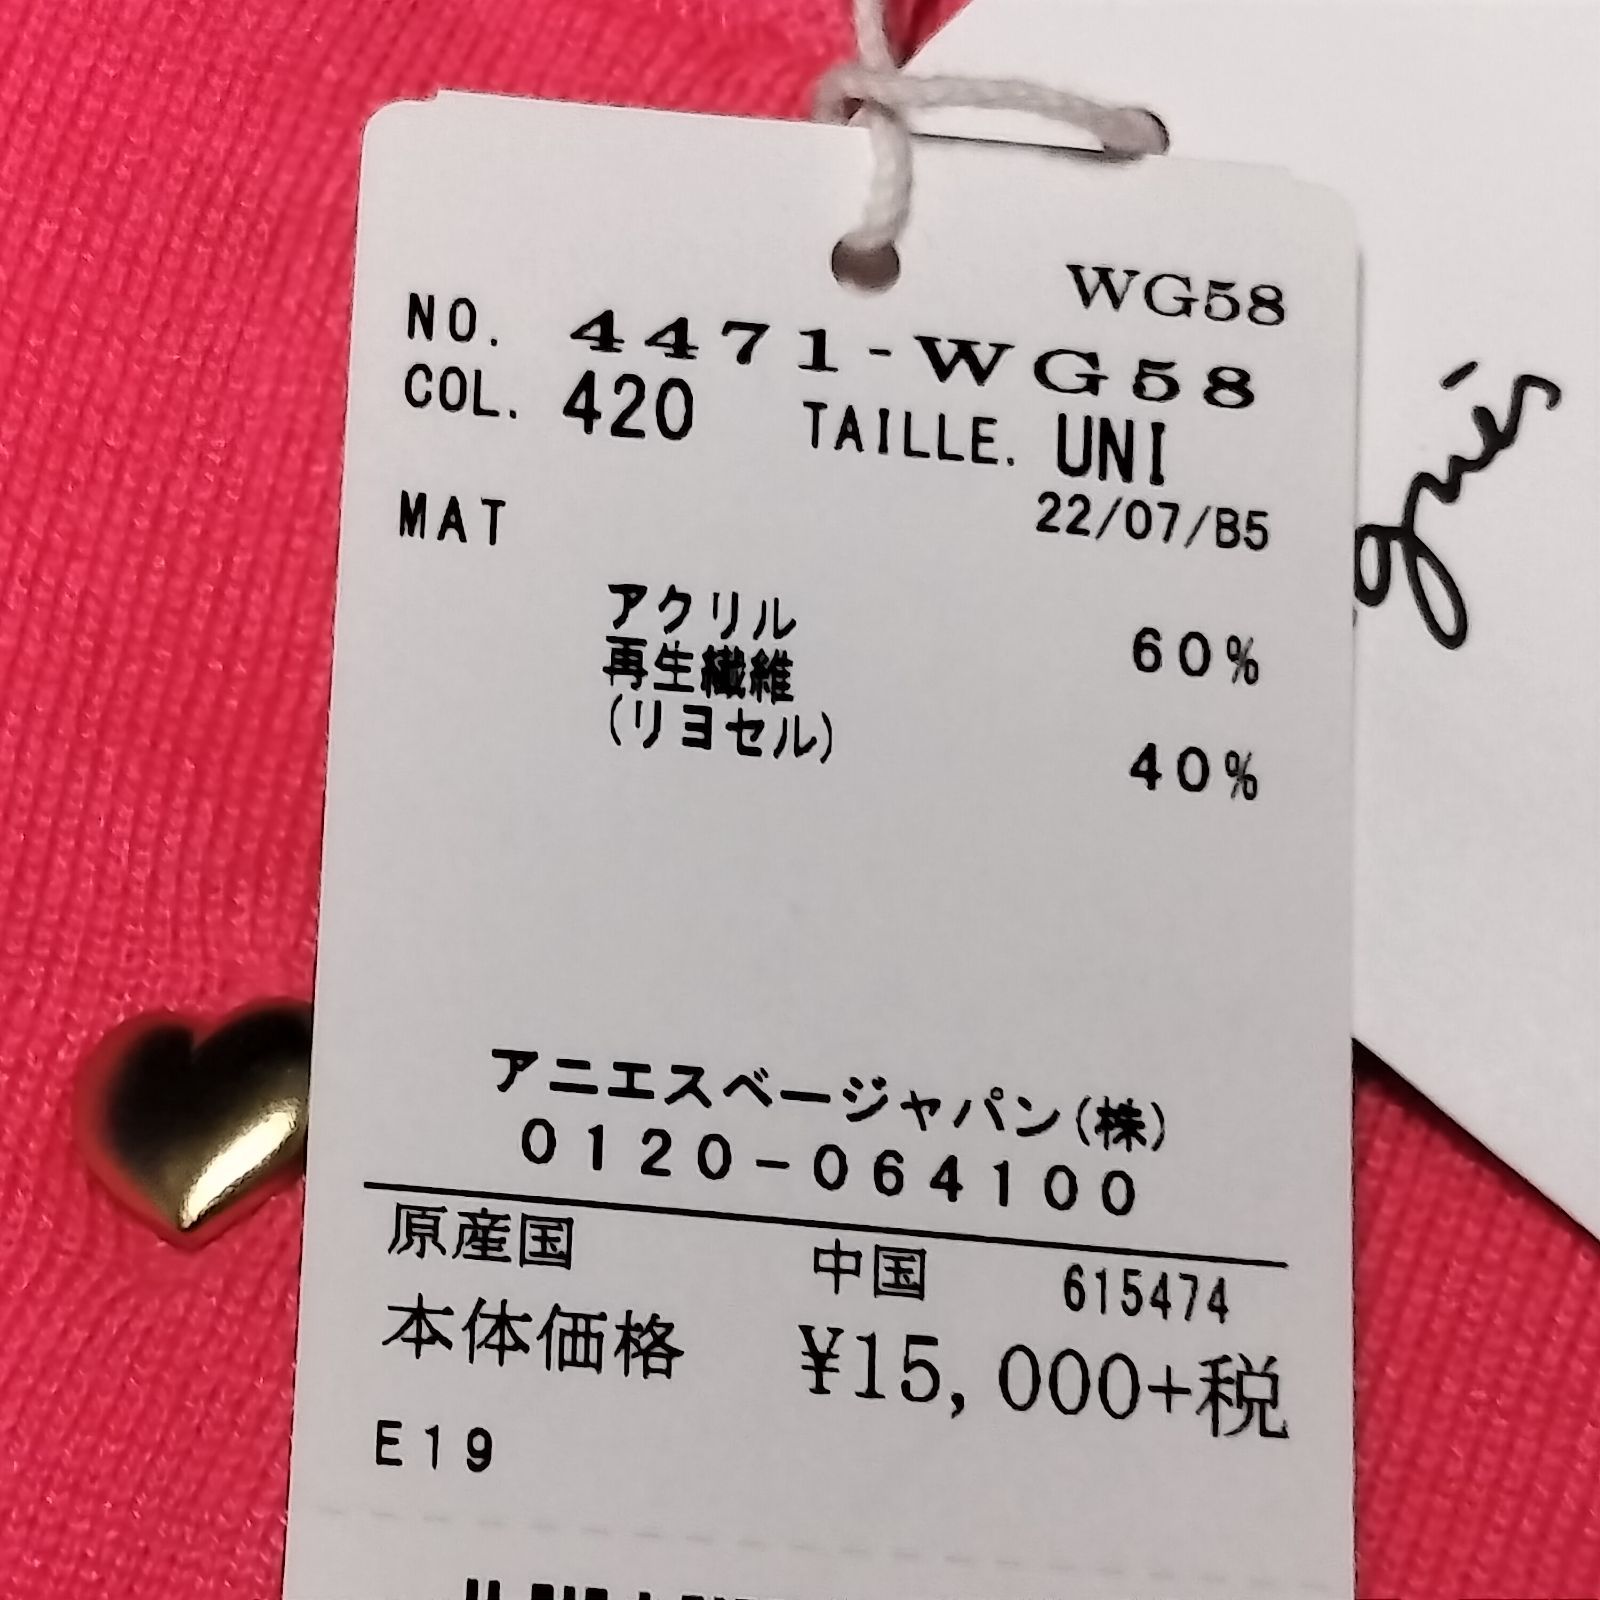 WG58
NO. 4471-WG58
COL. 420 TAILLE. UNI
MAT 22/07/B5
アクリル 60%
再生繊維
(リヨセル) 40%
アニエスベージャパン(株)
0120-064100
原産国 中国 615474
本体価格 ¥15,000+税
E19
gnès